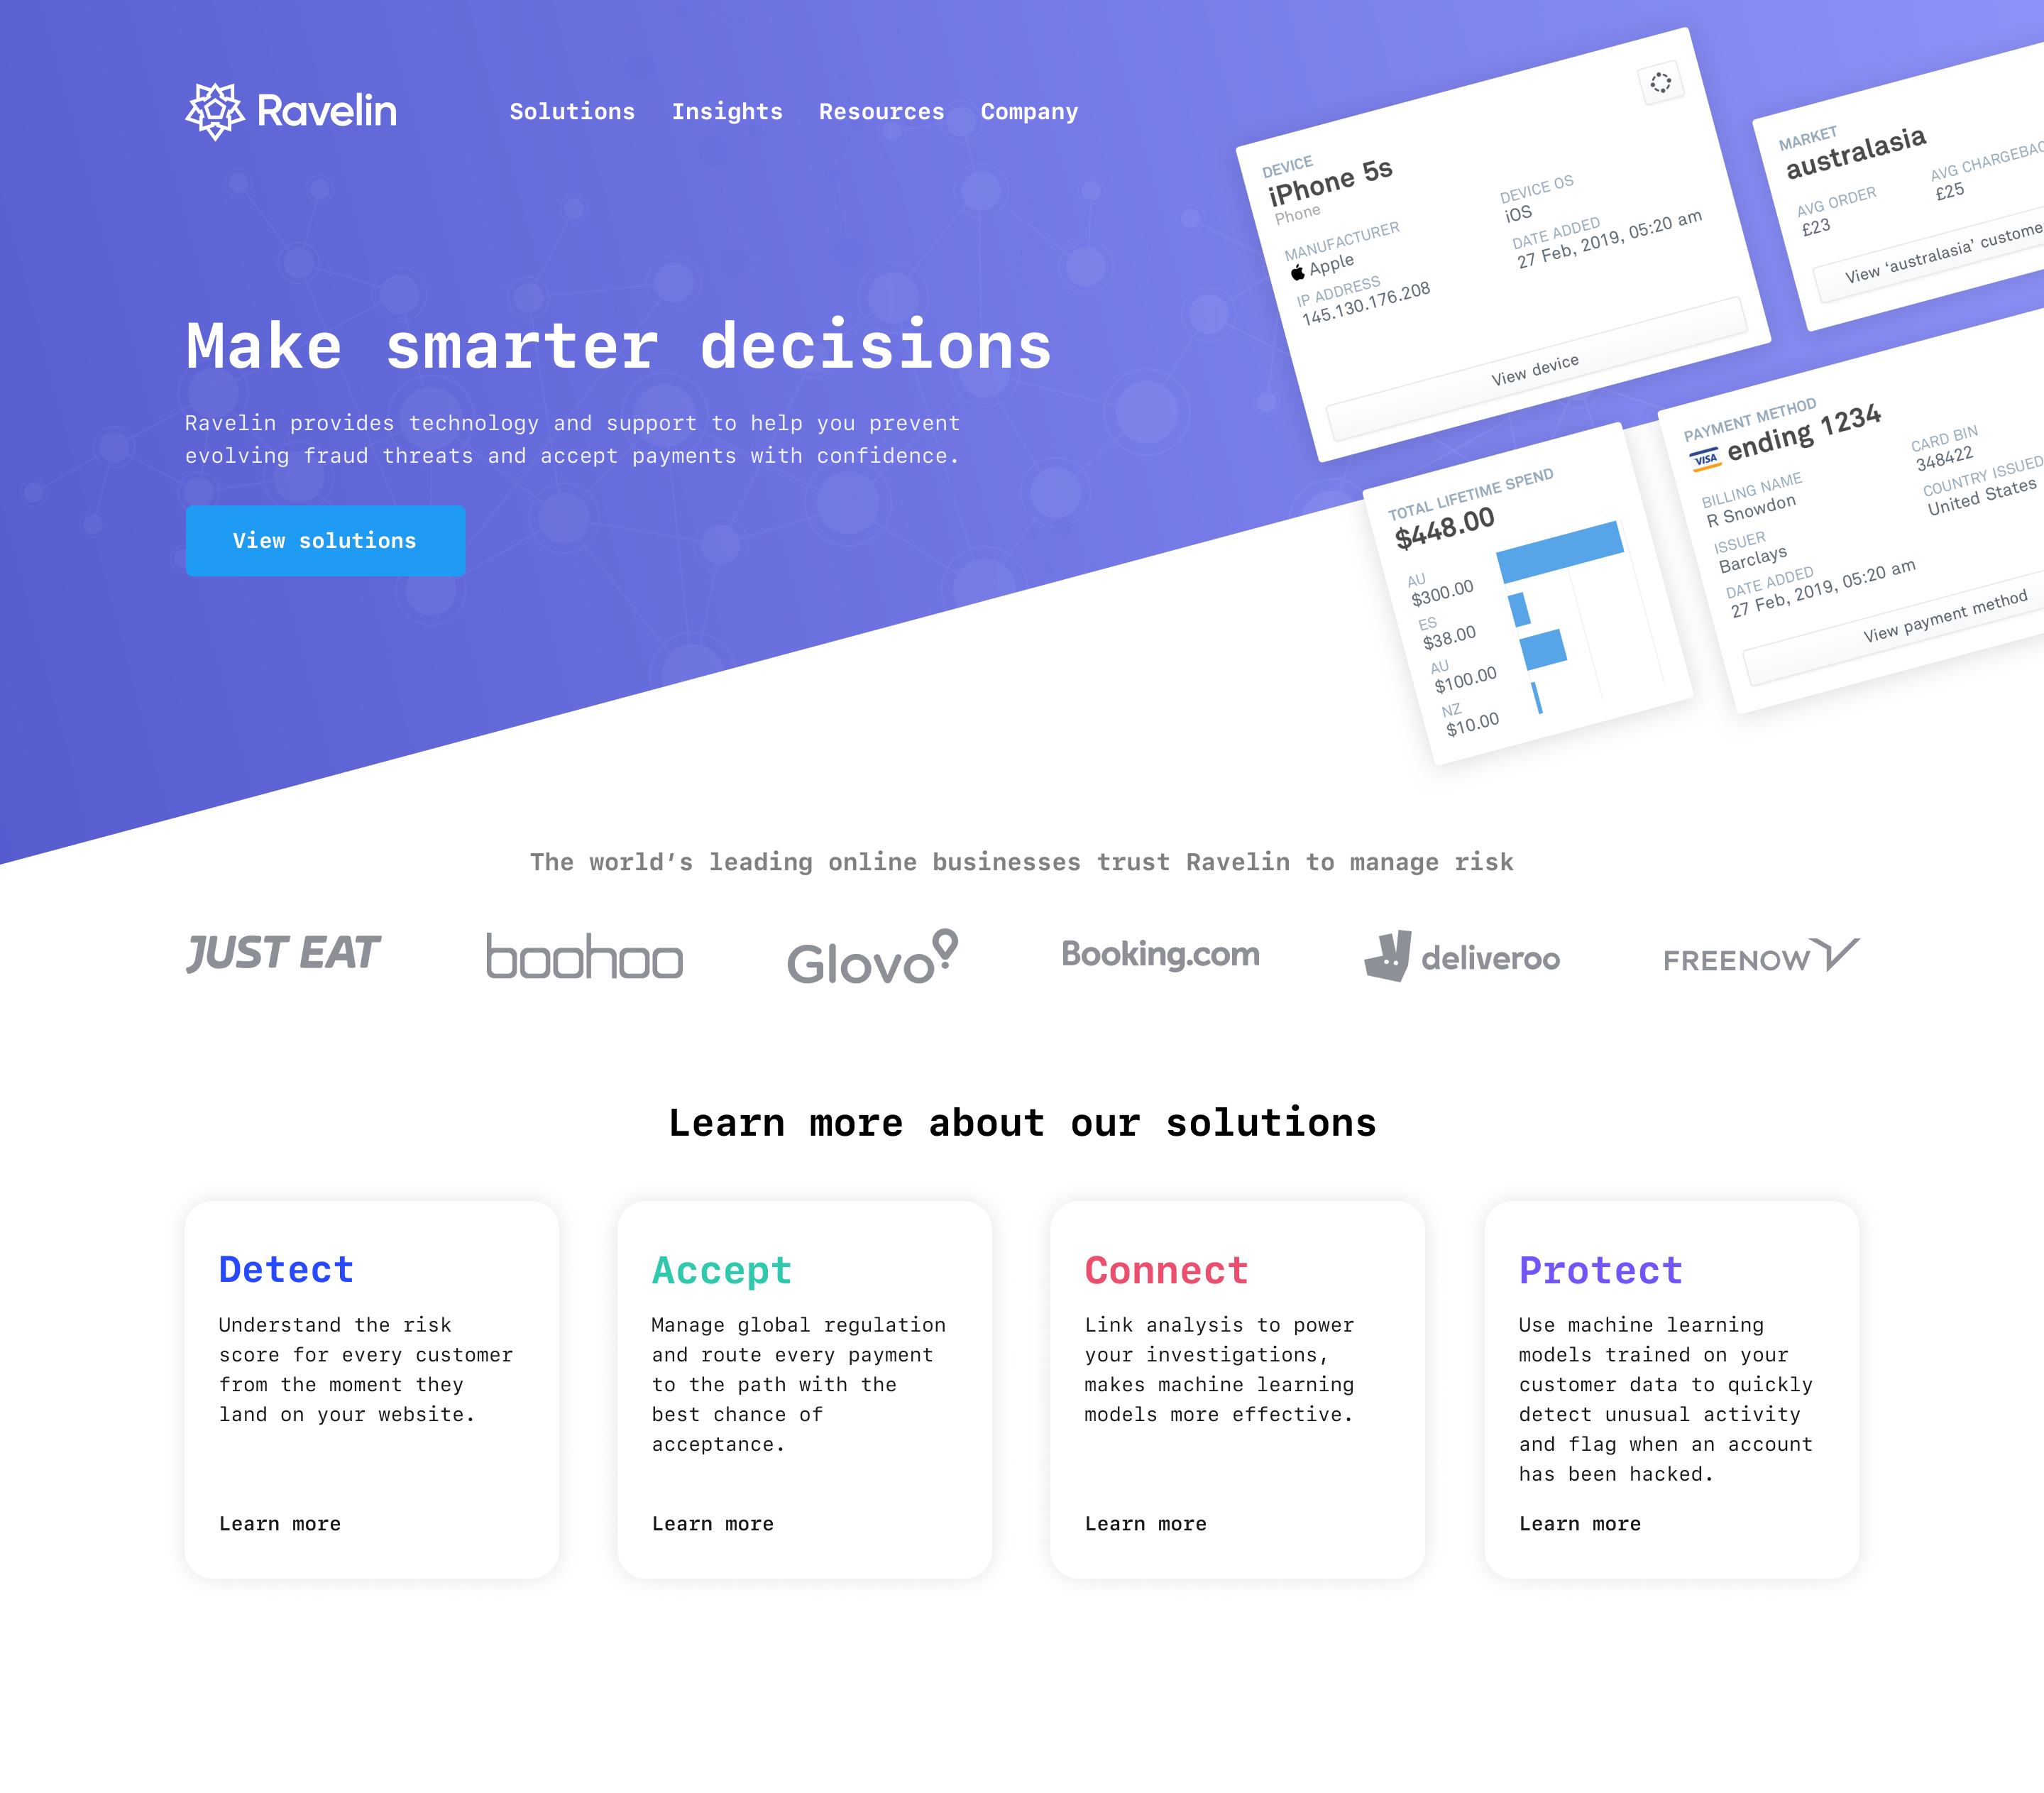 Ravelin
Solutions Insights Resources Company
Make smarter decisions
Ravelin provides technology and support to help you prevent
evolving fraud threats and accept payments with confidence.
View solutions
DEVICE
iPhone 5s
Phone
MANUFACTURER
Apple
IP ADDRESS
145.130.176.208
DEVICE OS
iOS
DATE ADDED
27 Feb, 2019, 05:20 am
View device
MARKET
australasia
AVG ORDER
£23
AVG CHARGEBAC
£25
View ‘australasia’ custome
TOTAL LIFETIME SPEND
$448.00
AU
$300.00
ES
$38.00
AU
$100.00
NZ
$10.00
PAYMENT METHOD
VISA ending 1234
BILLING NAME
R Snowdon
ISSUER
Barclays
DATE ADDED
27 Feb, 2019, 05:20 am
CARD BIN
348422
COUNTRY ISSUED
United States
View payment method
The world’s leading online businesses trust Ravelin to manage risk
JUST EAT boohoo Glovo Booking.com deliveroo FREENOW
Learn more about our solutions
Detect
Understand the risk
score for every customer
from the moment they
land on your website.
Learn more
Accept
Manage global regulation
and route every payment
to the path with the
best chance of
acceptance.
Learn more
Connect
Link analysis to power
your investigations,
makes machine learning
models more effective.
Learn more
Protect
Use machine learning
models trained on your
customer data to quickly
detect unusual activity
and flag when an account
has been hacked.
Learn more